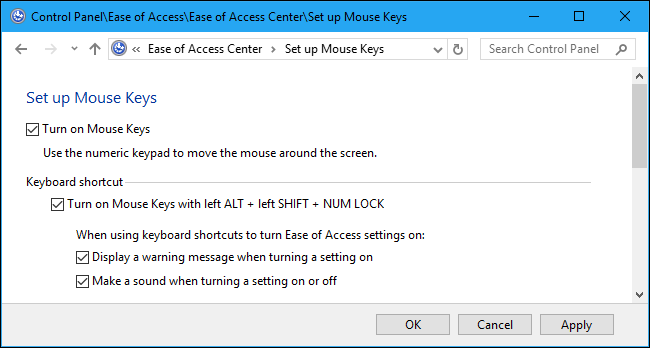 Control Panel\Ease of Access\Ease of Access Center\Set up Mouse Keys
Ease of Access Center Set up Mouse Keys Search Control Panel
Set up Mouse Keys
Turn on Mouse Keys
Use the numeric keypad to move the mouse around the screen.
Keyboard shortcut
Turn on Mouse Keys with left ALT + left SHIFT + NUM LOCK
When using keyboard shortcuts to turn Ease of Access settings on:
Display a warning message when turning a setting on
Make a sound when turning a setting on or off
OK Cancel Apply